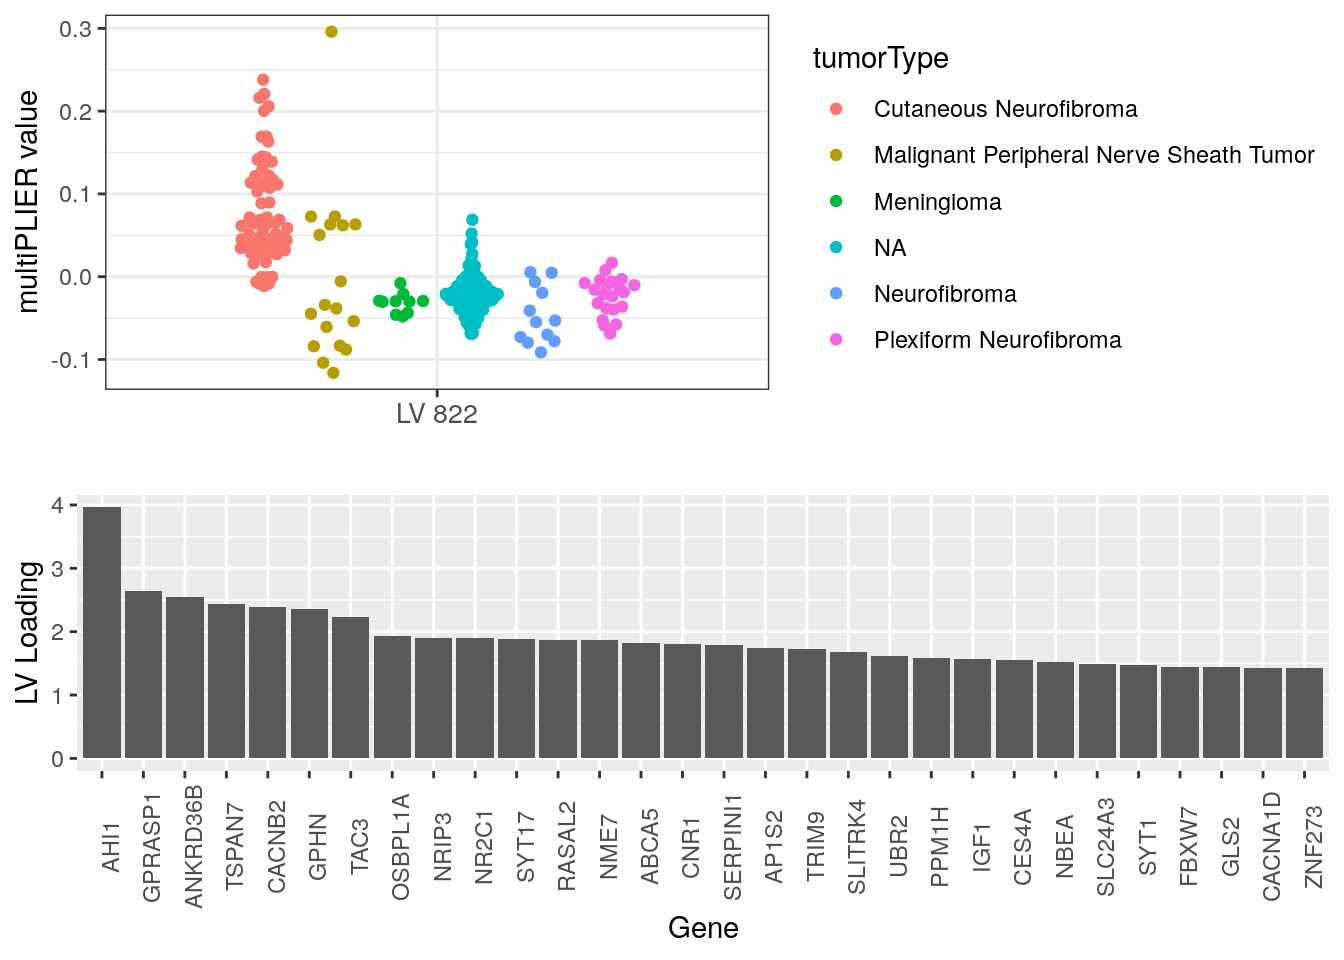 0.3
0.2
0.1
0.0
-0.1
multiPLIER value
LV 822
tumorType
Cutaneous Neurofibroma
Malignant Peripheral Nerve Sheath Tumor
Meningioma
NA
Neurofibroma
Plexiform Neurofibroma
4
3
2
1
0
LV Loading
AHI1
GPRASP1
ANKRD36B
TSPAN7
CACNB2
GPHN
TAC3
OSBPL1A
NRIP3
NR2C1
SYT17
RASAL2
NME7
ABCA5
CNR1
SERPINI1
AP1S2
TRIM9
SLITRK4
UBR2
PPM1H
IGF1
CES4A
NBEA
SLC24A3
SYT1
FBXW7
GLS2
CACNA1D
ZNF273
Gene